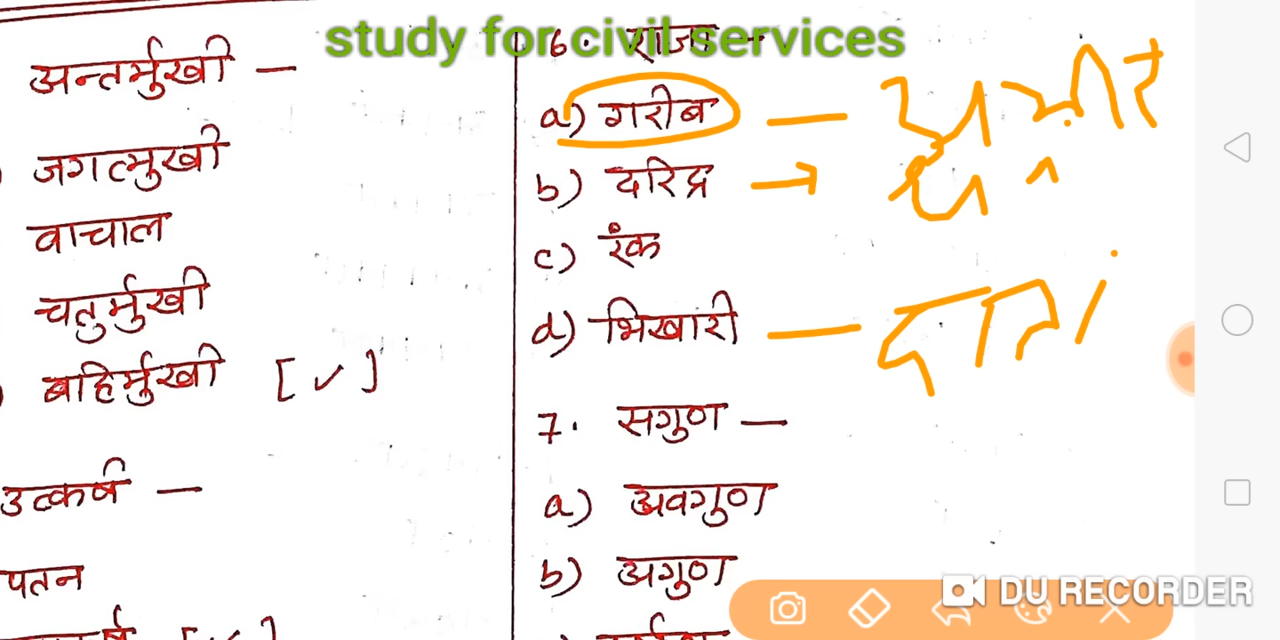 study for civil services
अन्तर्मुखी —
जगत्मुखी
वाचाल
चतुर्मुखी
बहिर्मुखी [✓]
उत्कर्ष —
पतन
6. राजा —
a) गरीब — अमीर
b) दरिद्र →
c) रंक
d) भिखारी — दाता
7. सगुण —
a) अवगुण
b) अगुण
DU RECORDER